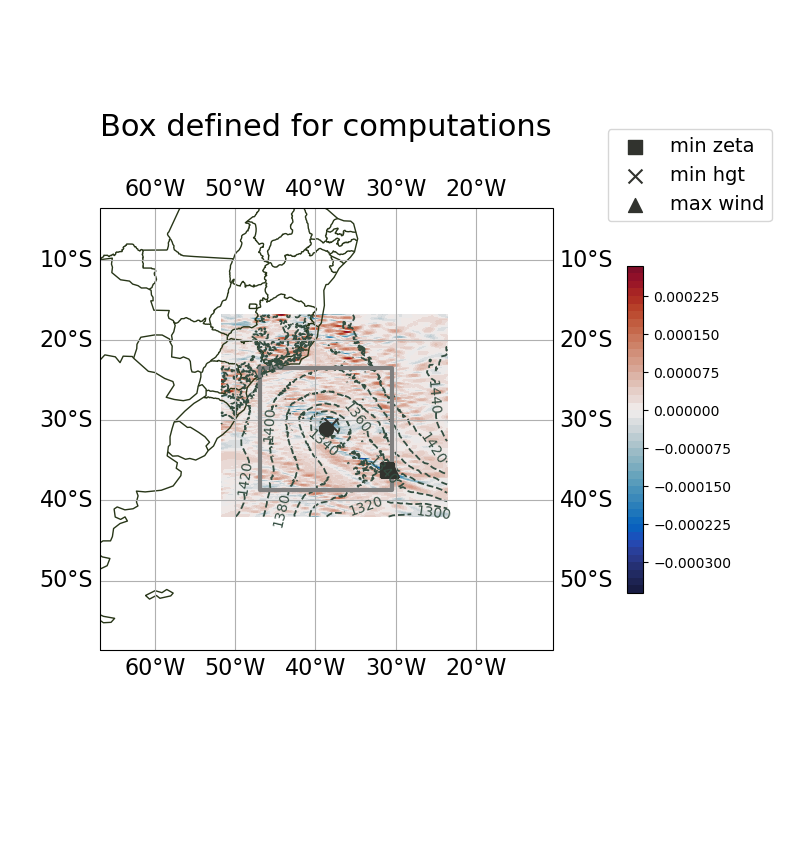 Box defined for computations
min zeta
min hgt
max wind
60°W 50°W 40°W 30°W 20°W
10°S 10°S
20°S 20°S
30°S 30°S
40°S 40°S
50°S 50°S
60°W 50°W 40°W 30°W 20°W
1400
1360
1440
1340
1420
1420
1380
1320
1300
0.000225
0.000150
0.000075
0.000000
−0.000075
−0.000150
−0.000225
−0.000300